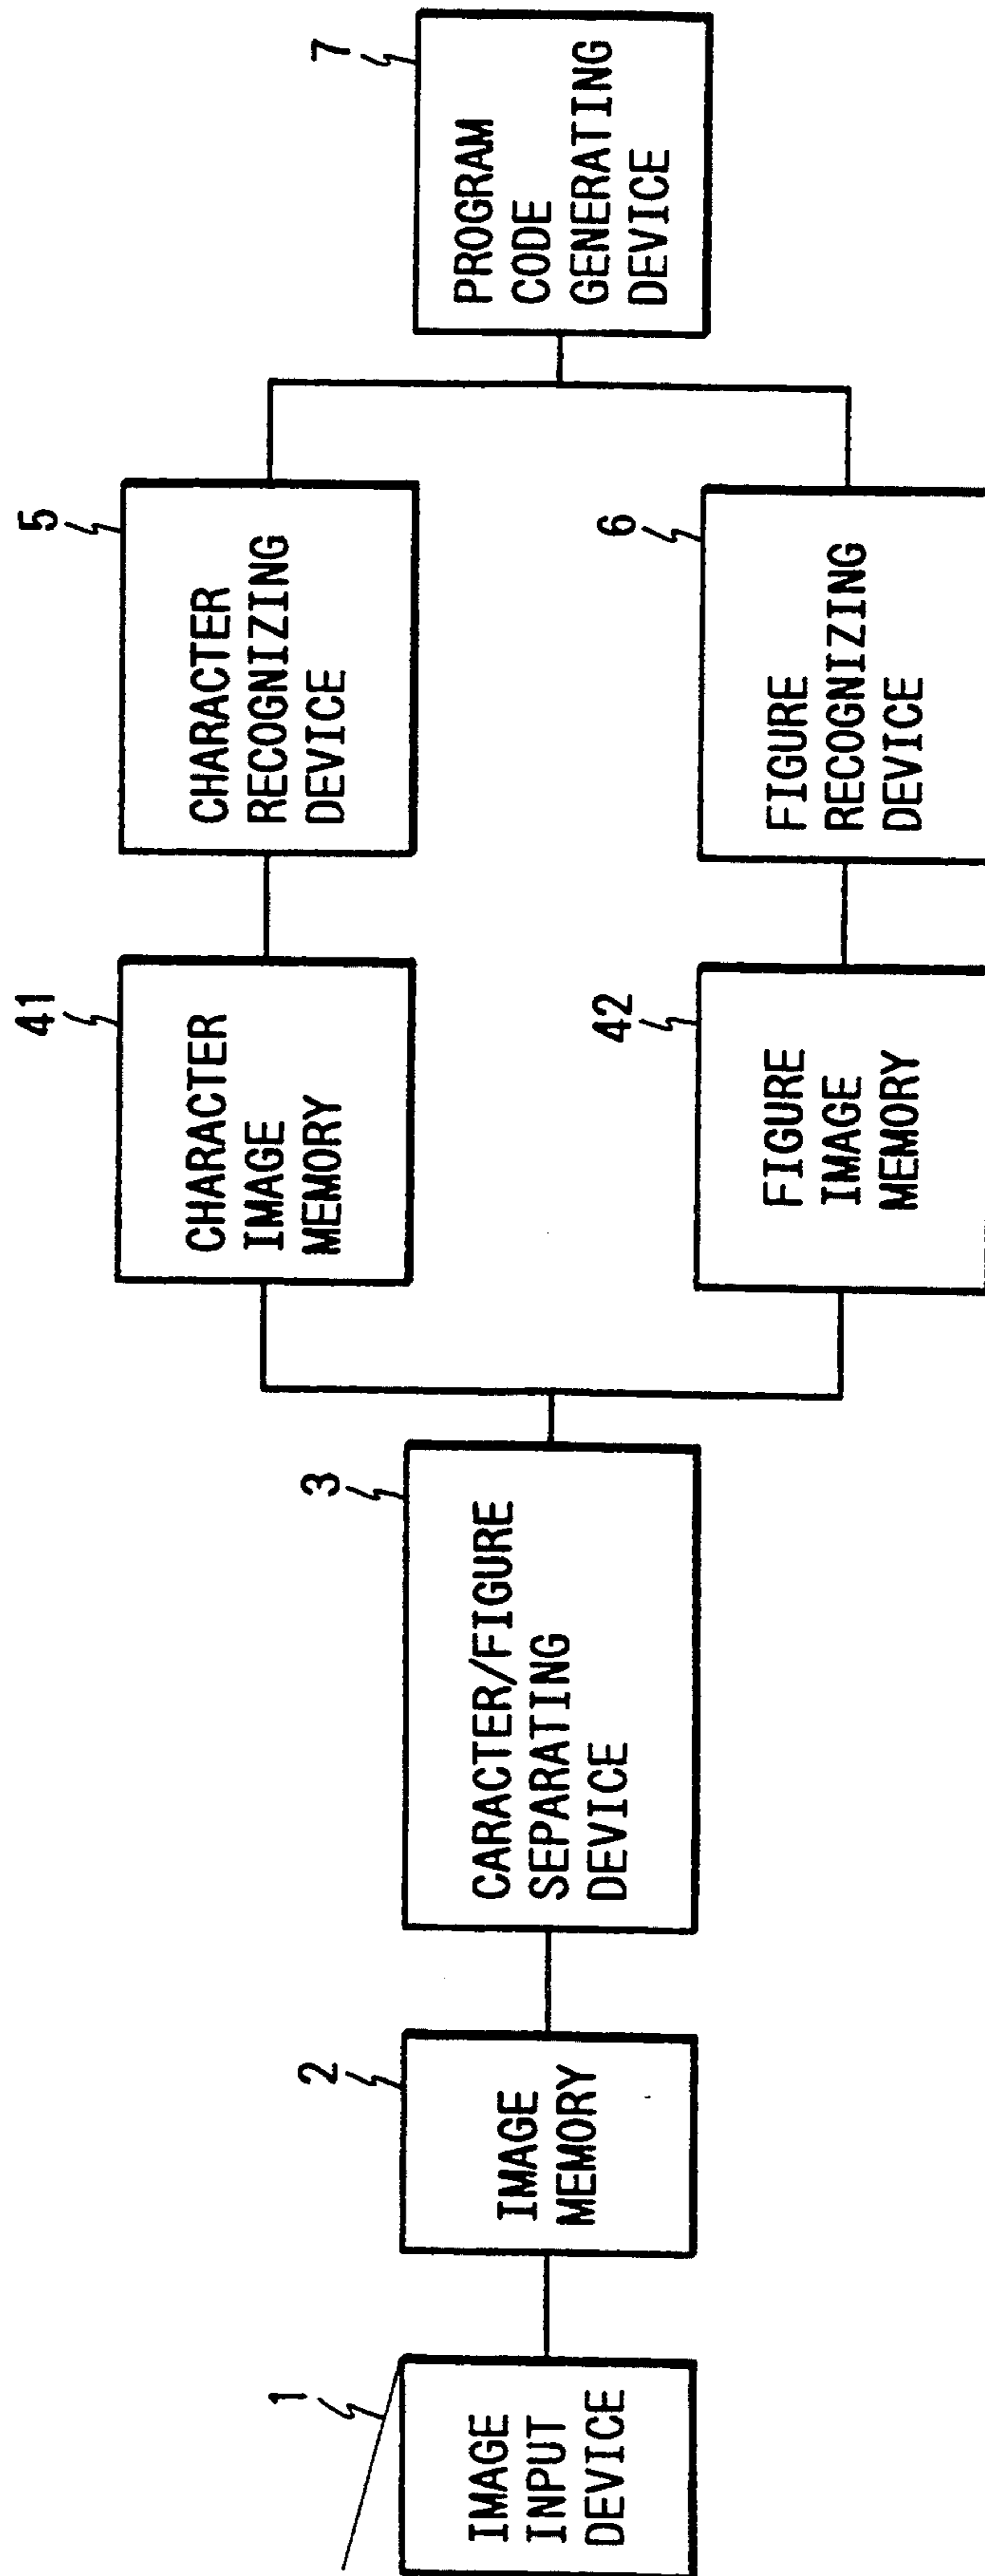 1
IMAGE
INPUT
DEVICE
2
IMAGE
MEMORY
3
CARACTER/FIGURE
SEPARATING
DEVICE
41
CHARACTER
IMAGE
MEMORY
5
CHARACTER
RECOGNIZING
DEVICE
42
FIGURE
IMAGE
MEMORY
6
FIGURE
RECOGNIZING
DEVICE
7
PROGRAM
CODE
GENERATING
DEVICE